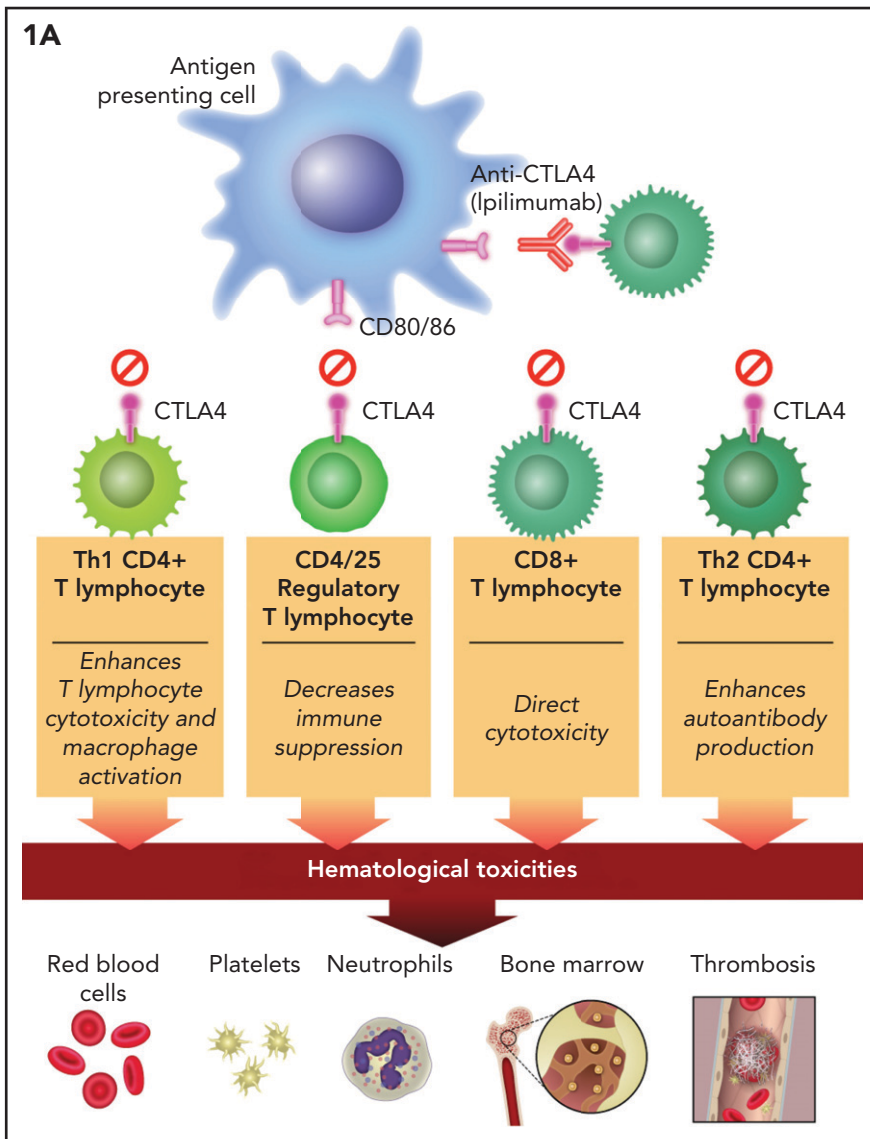 1A
Antigen
presenting cell
Anti-CTLA4
(Ipilimumab)
CD80/86
CTLA4
CTLA4
CTLA4
CTLA4
Th1 CD4+
T lymphocyte
Enhances
T lymphocyte
cytotoxicity and
macrophage
activation
CD4/25
Regulatory
T lymphocyte
Decreases
immune
suppression
CD8+
T lymphocyte
Direct
cytotoxicity
Th2 CD4+
T lymphocyte
Enhances
autoantibody
production
Hematological toxicities
Red blood
cells
Platelets
Neutrophils
Bone marrow
Thrombosis